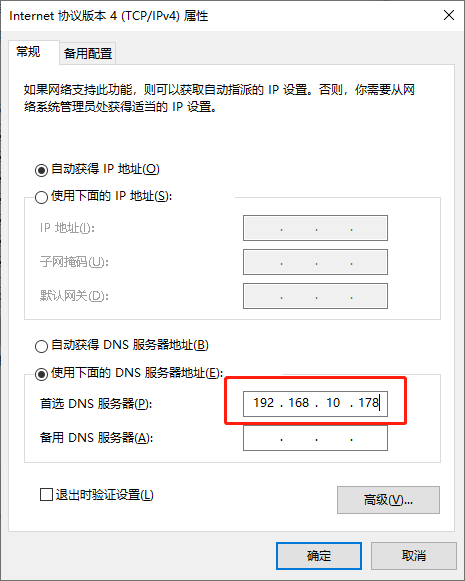 Internet 协议版本 4 (TCP/IPv4) 属性
常规 备用配置
如果网络支持此功能，则可以获取自动指派的 IP 设置。否则，你需要从网
络系统管理员处获得适当的 IP 设置。
自动获得 IP 地址(O)
使用下面的 IP 地址(S):
IP 地址(I): . . .
子网掩码(U): . . .
默认网关(D): . . .
自动获得 DNS 服务器地址(B)
使用下面的 DNS 服务器地址(E):
首选 DNS 服务器(P): 192 . 168 . 10 . 178
备用 DNS 服务器(A): . . .
退出时验证设置(L)
高级(V)...
确定 取消